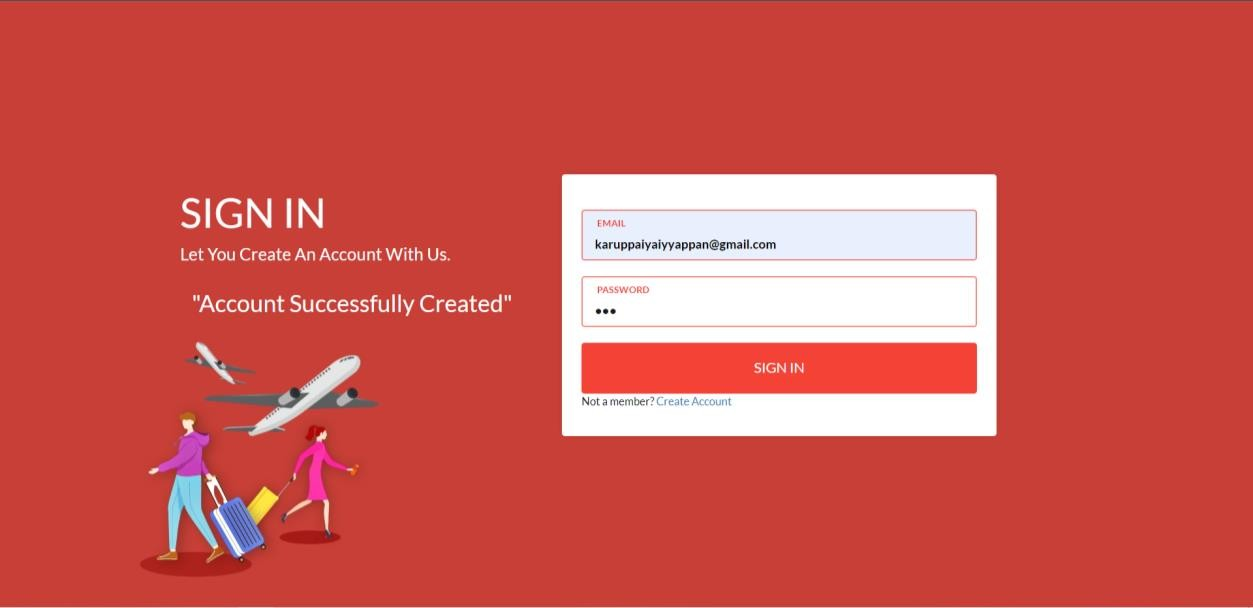 SIGN IN
Let You Create An Account With Us.
"Account Successfully Created"
EMAIL
karuppaiyaiyyappan@gmail.com
PASSWORD
•••
SIGN IN
Not a member? Create Account